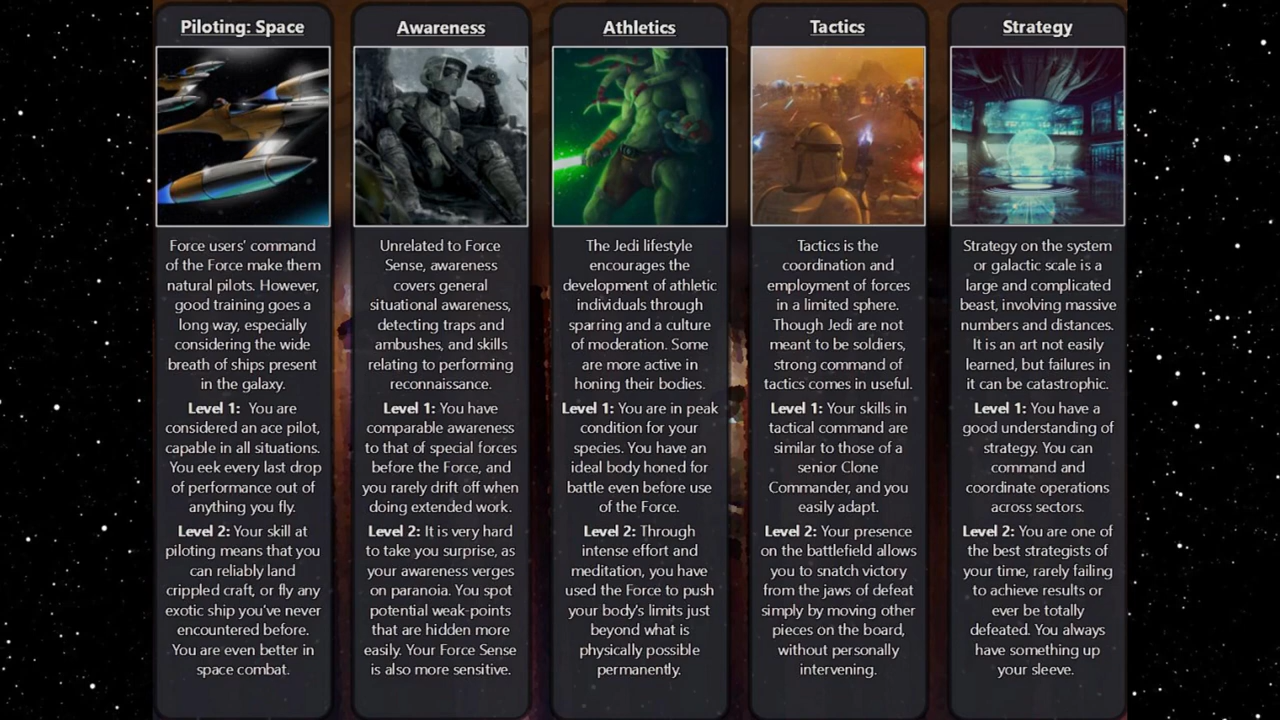 Piloting: Space
Force users' command
of the Force make them
natural pilots. However,
good training goes a
long way, especially
considering the wide
breath of ships present
in the galaxy.
Level 1: You are
considered an ace pilot,
capable in all situations.
You eek every last drop
of performance out of
anything you fly.
Level 2: Your skill at
piloting means that you
can reliably land
crippled craft, or fly any
exotic ship you've never
encountered before.
You are even better in
space combat.
Awareness
Unrelated to Force
Sense, awareness
covers general
situational awareness,
detecting traps and
ambushes, and skills
relating to performing
reconnaissance.
Level 1: You have
comparable awareness
to that of special forces
before the Force, and
you rarely drift off when
doing extended work.
Level 2: It is very hard
to take you surprise, as
your awareness verges
on paranoia. You spot
potential weak-points
that are hidden more
easily. Your Force Sense
is also more sensitive.
Athletics
The Jedi lifestyle
encourages the
development of athletic
individuals through
sparring and a culture
of moderation. Some
are more active in
honing their bodies.
Level 1: You are in peak
condition for your
species. You have an
ideal body honed for
battle even before use
of the Force.
Level 2: Through
intense effort and
meditation, you have
used the Force to push
your body's limits just
beyond what is
physically possible
permanently.
Tactics
Tactics is the
coordination and
employment of forces
in a limited sphere.
Though Jedi are not
meant to be soldiers,
strong command of
tactics comes in useful.
Level 1: Your skills in
tactical command are
similar to those of a
senior Clone
Commander, and you
easily adapt.
Level 2: Your presence
on the battlefield allows
you to snatch victory
from the jaws of defeat
simply by moving other
pieces on the board,
without personally
intervening.
Strategy
Strategy on the system
or galactic scale is a
large and complicated
beast, involving massive
numbers and distances.
It is an art not easily
learned, but failures in
it can be catastrophic.
Level 1: You have a
good understanding of
strategy. You can
command and
coordinate operations
across sectors.
Level 2: You are one of
the best strategists of
your time, rarely failing
to achieve results or
ever be totally
defeated. You always
have something up
your sleeve.